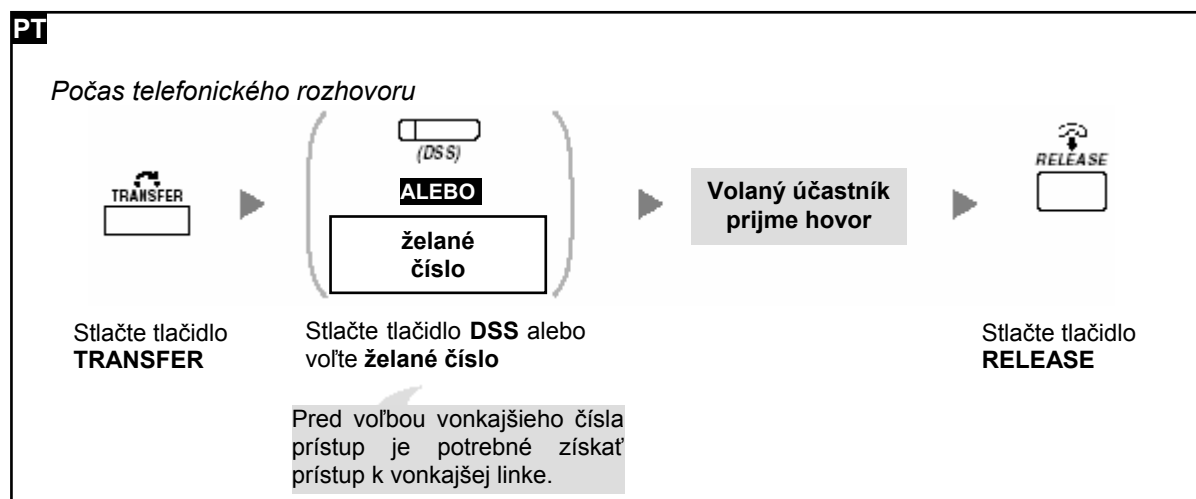 PT
Počas telefonického rozhovoru
TRANSFER
(DSS)
ALEBO
želané
číslo
Volaný účastník
prijme hovor
RELEASE
Stlačte tlačidlo
TRANSFER
Stlačte tlačidlo DSS alebo
voľte želané číslo
Stlačte tlačidlo
RELEASE
Pred voľbou vonkajšieho čísla
prístup je potrebné získať
prístup k vonkajšej linke.